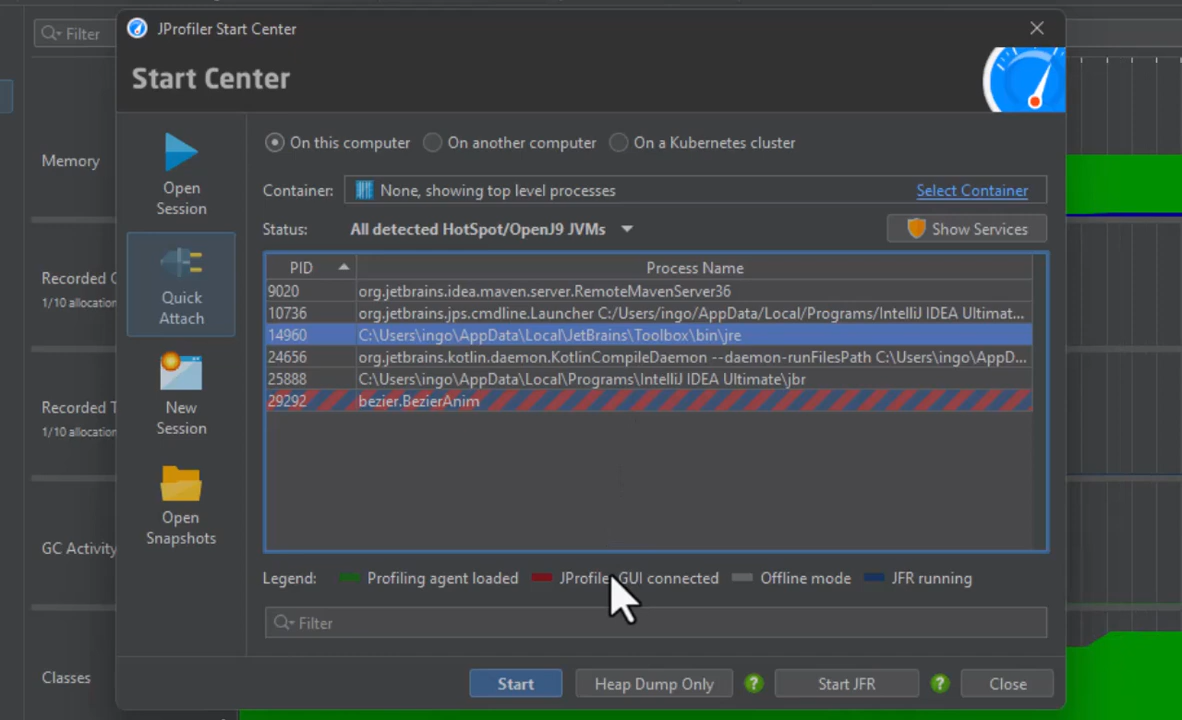 Filter
JProfiler Start Center
Start Center
Memory
Recorded
1/10 allocation
Recorded
1/10 allocation
GC Activity
Classes
Open
Session
Quick
Attach
New
Session
Open
Snapshots
On this computer On another computer On a Kubernetes cluster
Container: None, showing top level processes Select Container
Status: All detected HotSpot/OpenJ9 JVMs Show Services
PID Process Name
9020 org.jetbrains.idea.maven.server.RemoteMavenServer36
10736 org.jetbrains.jps.cmdline.Launcher C:/Users/ingo/AppData/Local/Programs/IntelliJ IDEA Ultimat...
14960 C:\Users\ingo\AppData\Local\JetBrains\Toolbox\bin\jre
24656 org.jetbrains.kotlin.daemon.KotlinCompileDaemon --daemon-runFilesPath C:\Users\ingo\AppD...
25888 C:\Users\ingo\AppData\Local\Programs\IntelliJ IDEA Ultimate\jbr
29292 bezier.BezierAnim
Legend: Profiling agent loaded JProfiler GUI connected Offline mode JFR running
Filter
Start Heap Dump Only ? Start JFR ? Close